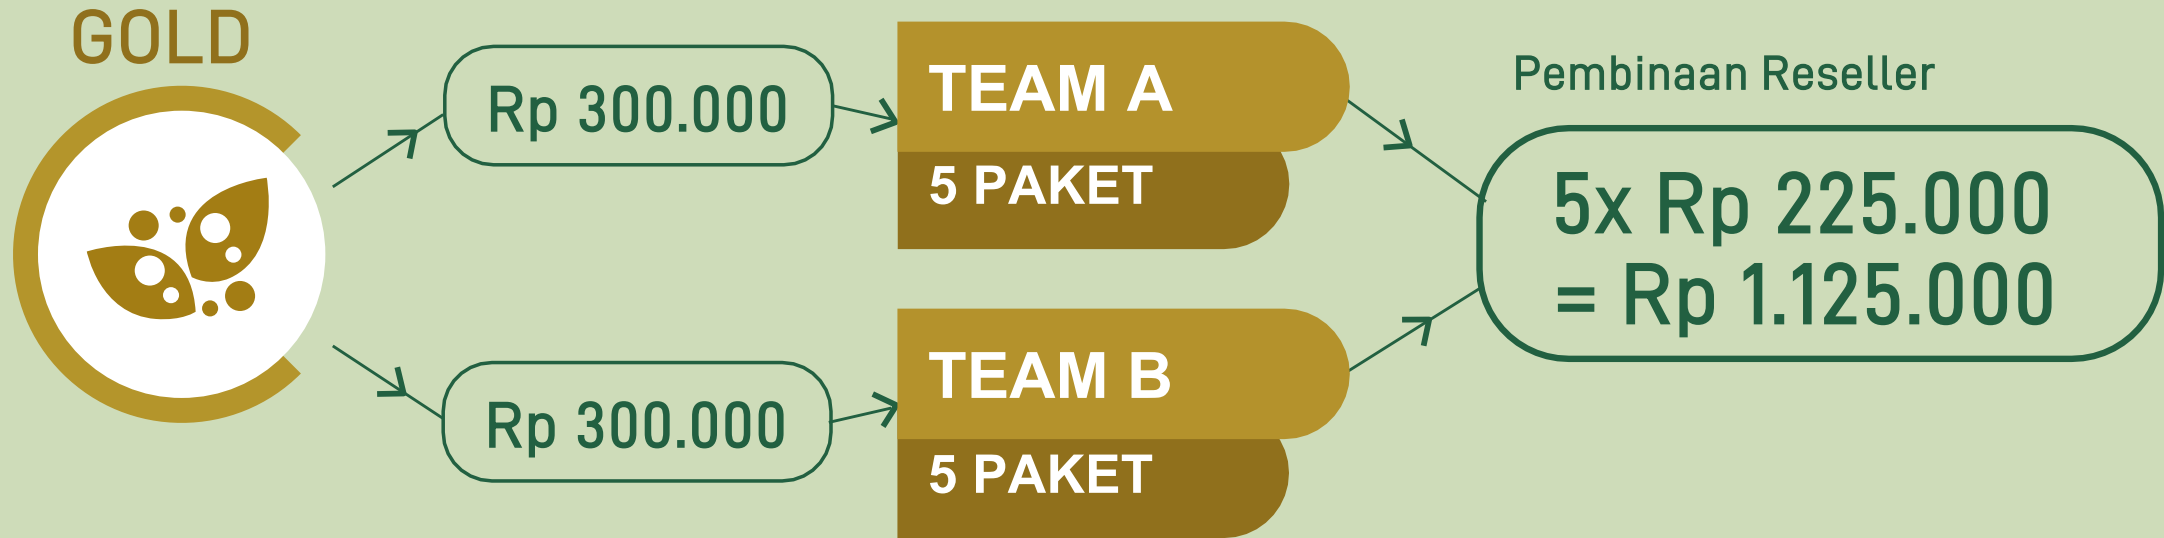 GOLD
Rp 300.000
TEAM A
5 PAKET
Rp 300.000
TEAM B
5 PAKET
Pembinaan Reseller
5x Rp 225.000
= Rp 1.125.000